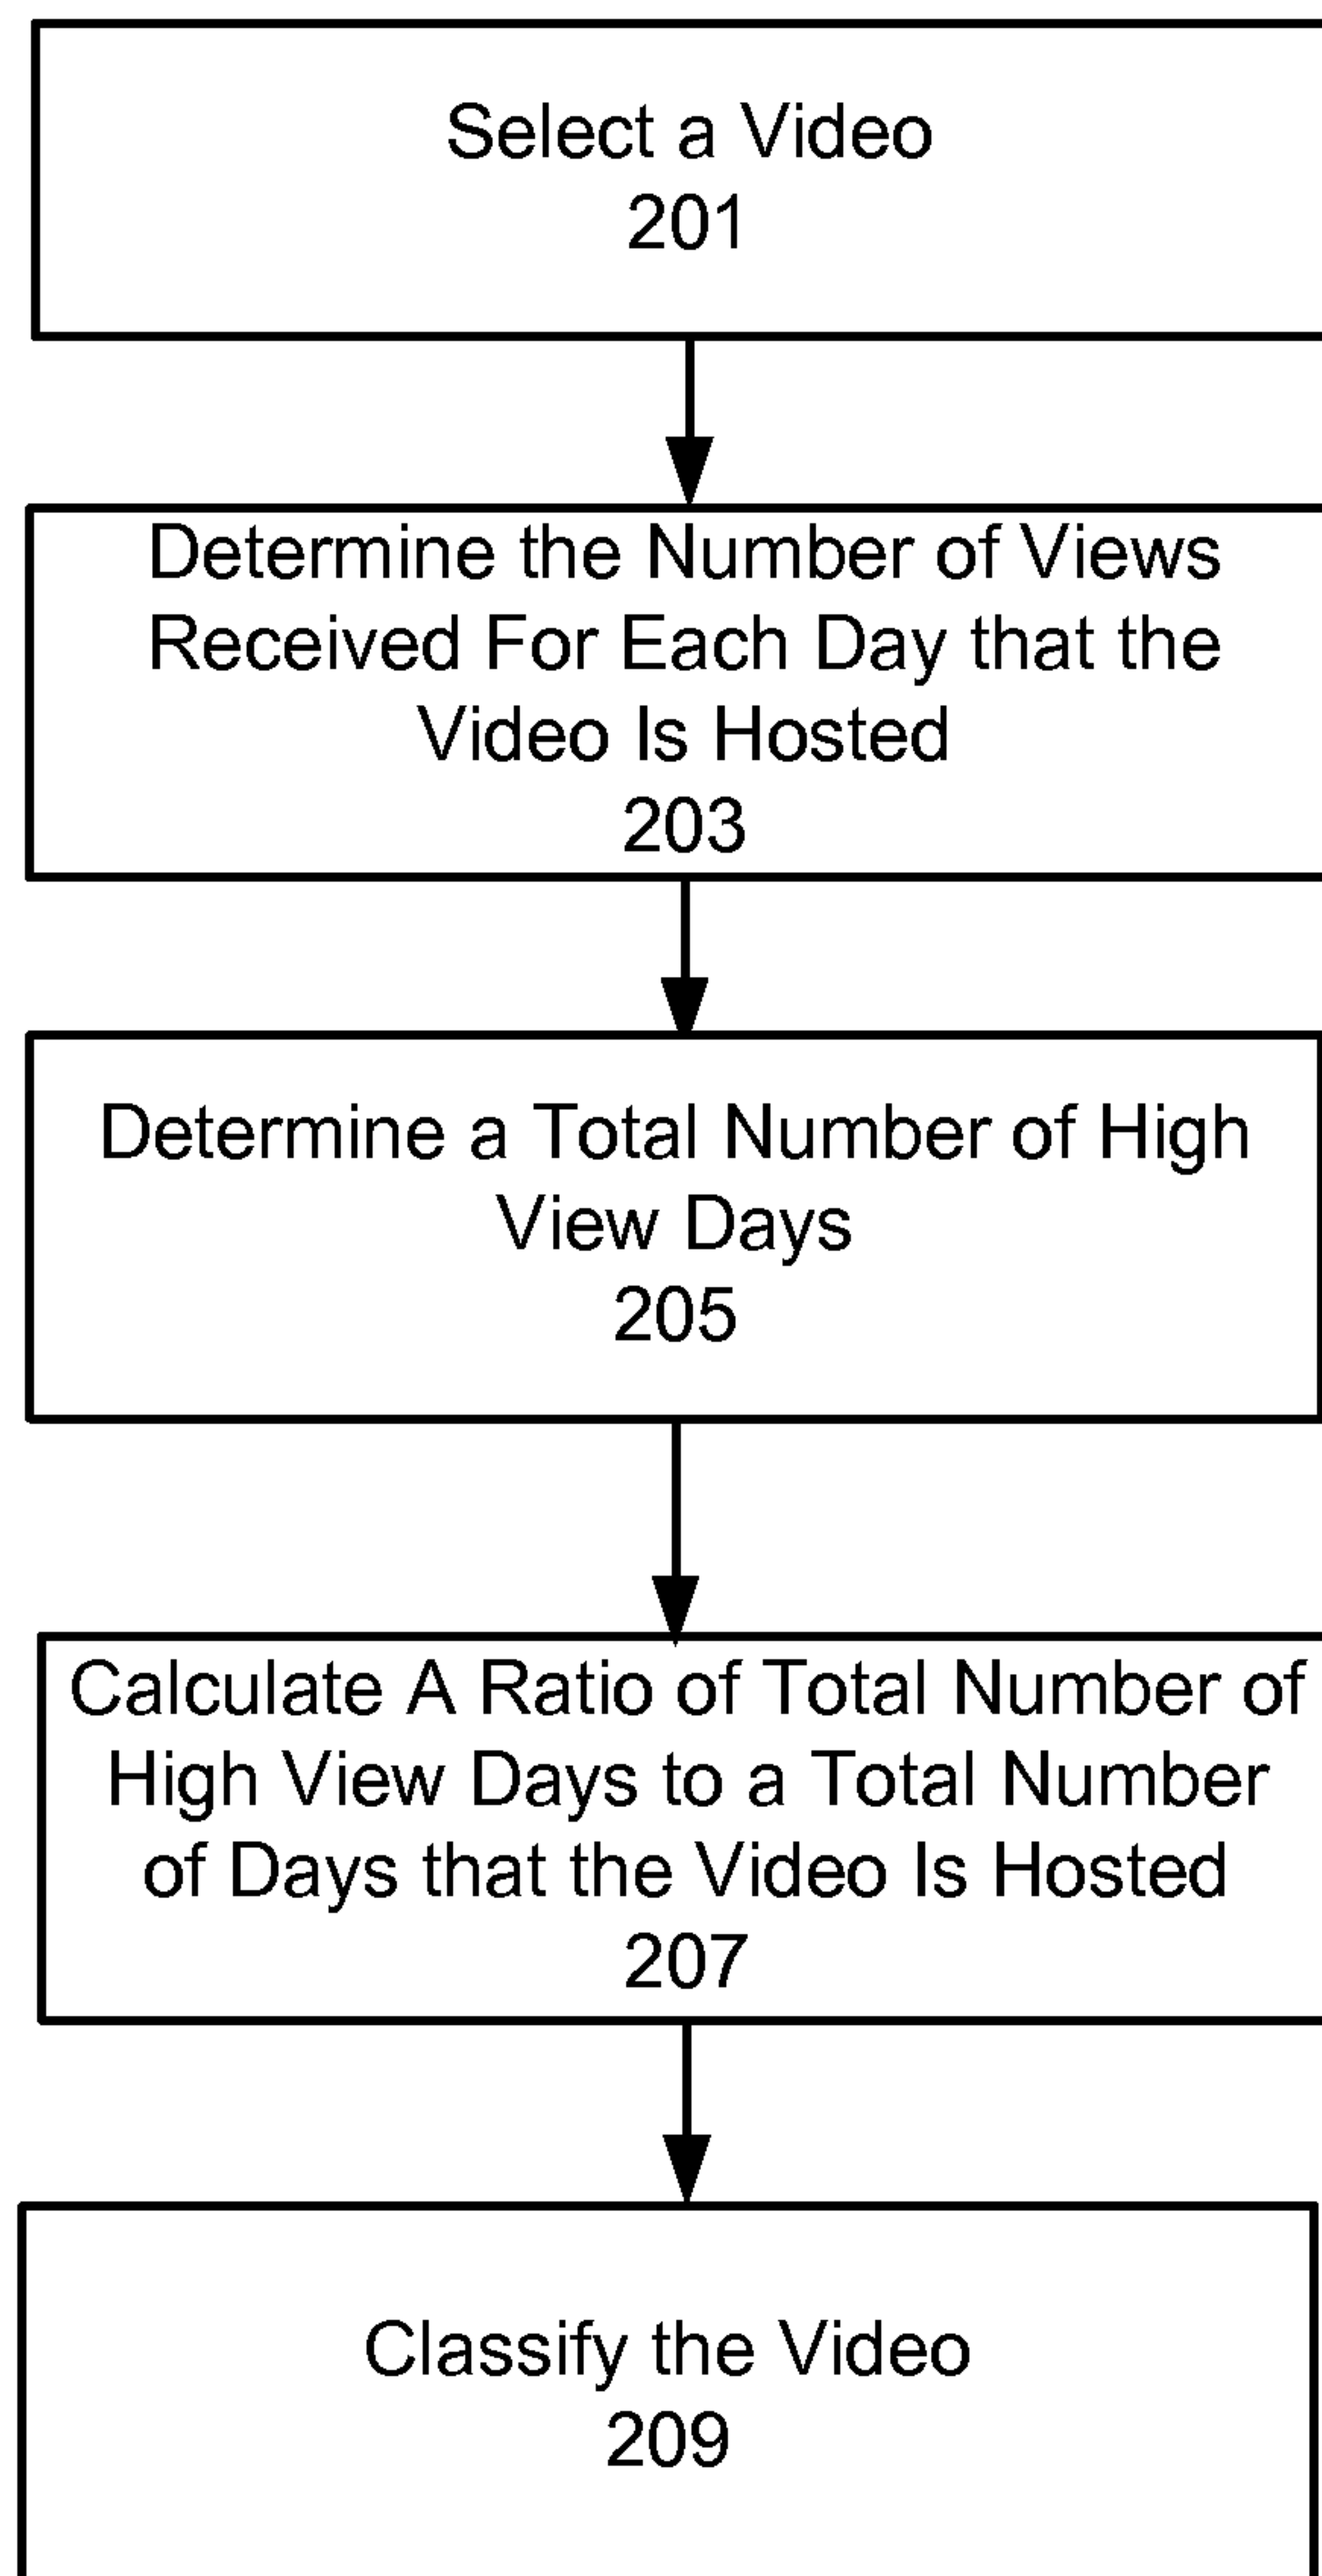 Select a Video
201
Determine the Number of Views
Received For Each Day that the
Video Is Hosted
203
Determine a Total Number of High
View Days
205
Calculate A Ratio of Total Number of
High View Days to a Total Number
of Days that the Video Is Hosted
207
Classify the Video
209